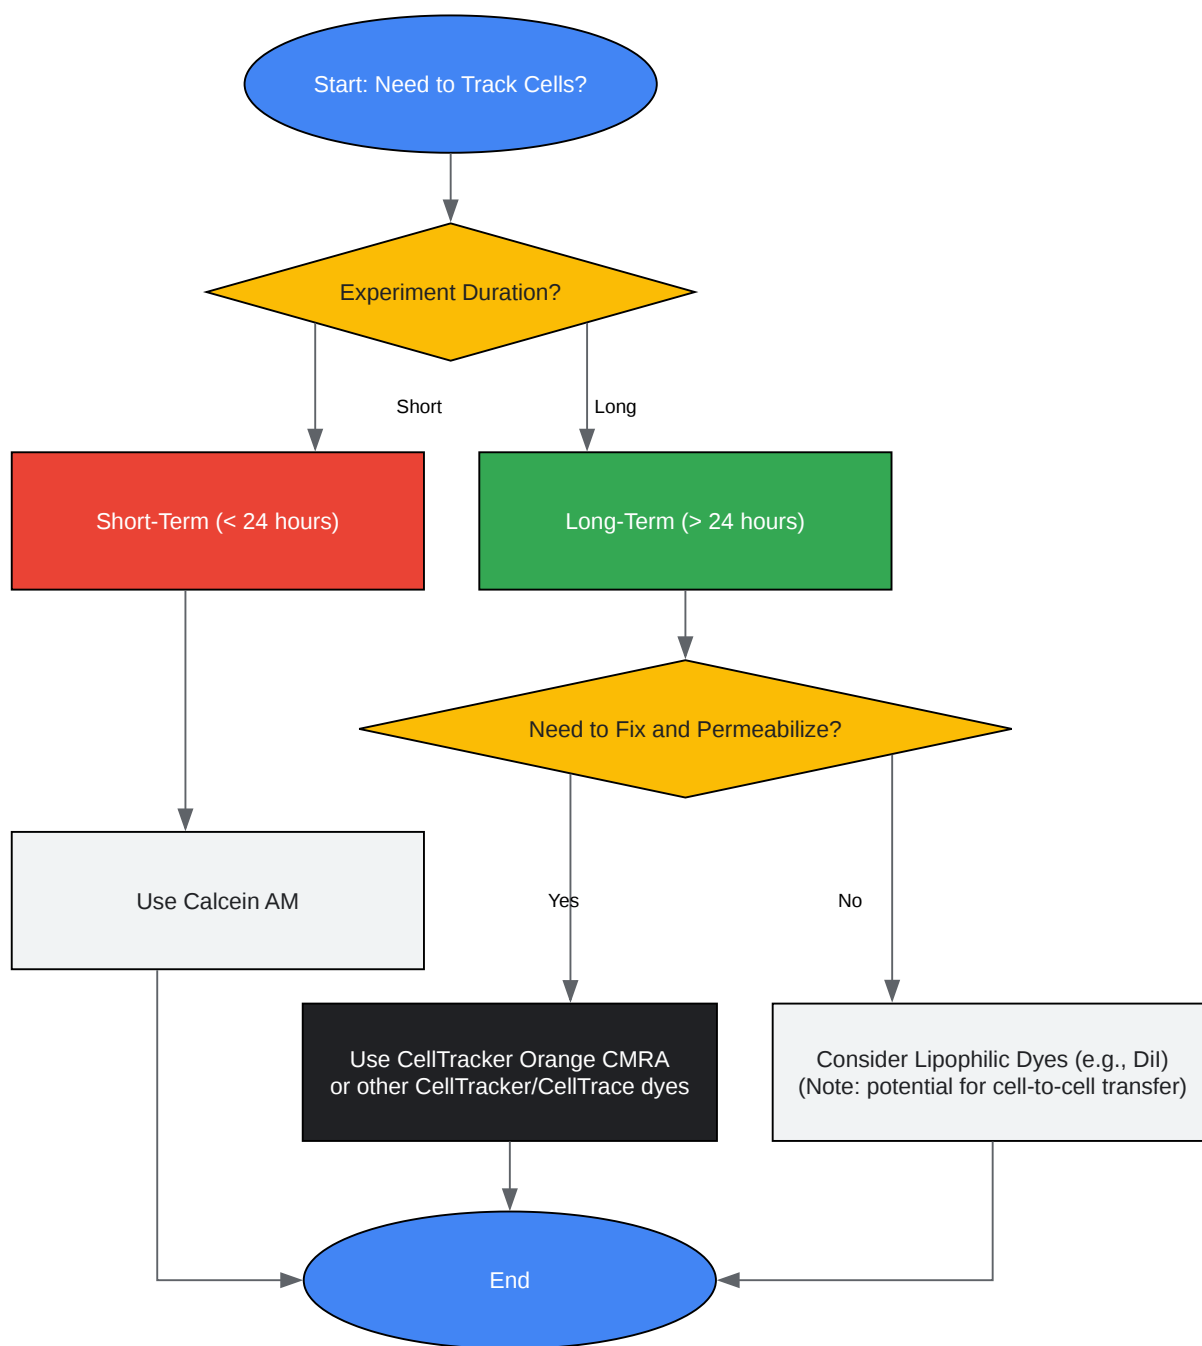 Start: Need to Track Cells?
Experiment Duration?
Short
Long
Short-Term (< 24 hours)
Long-Term (> 24 hours)
Need to Fix and Permeabilize?
Use Calcein AM
Yes
No
Use CellTracker Orange CMRA
or other CellTracker/CellTrace dyes
Consider Lipophilic Dyes (e.g., DiI)
(Note: potential for cell-to-cell transfer)
End